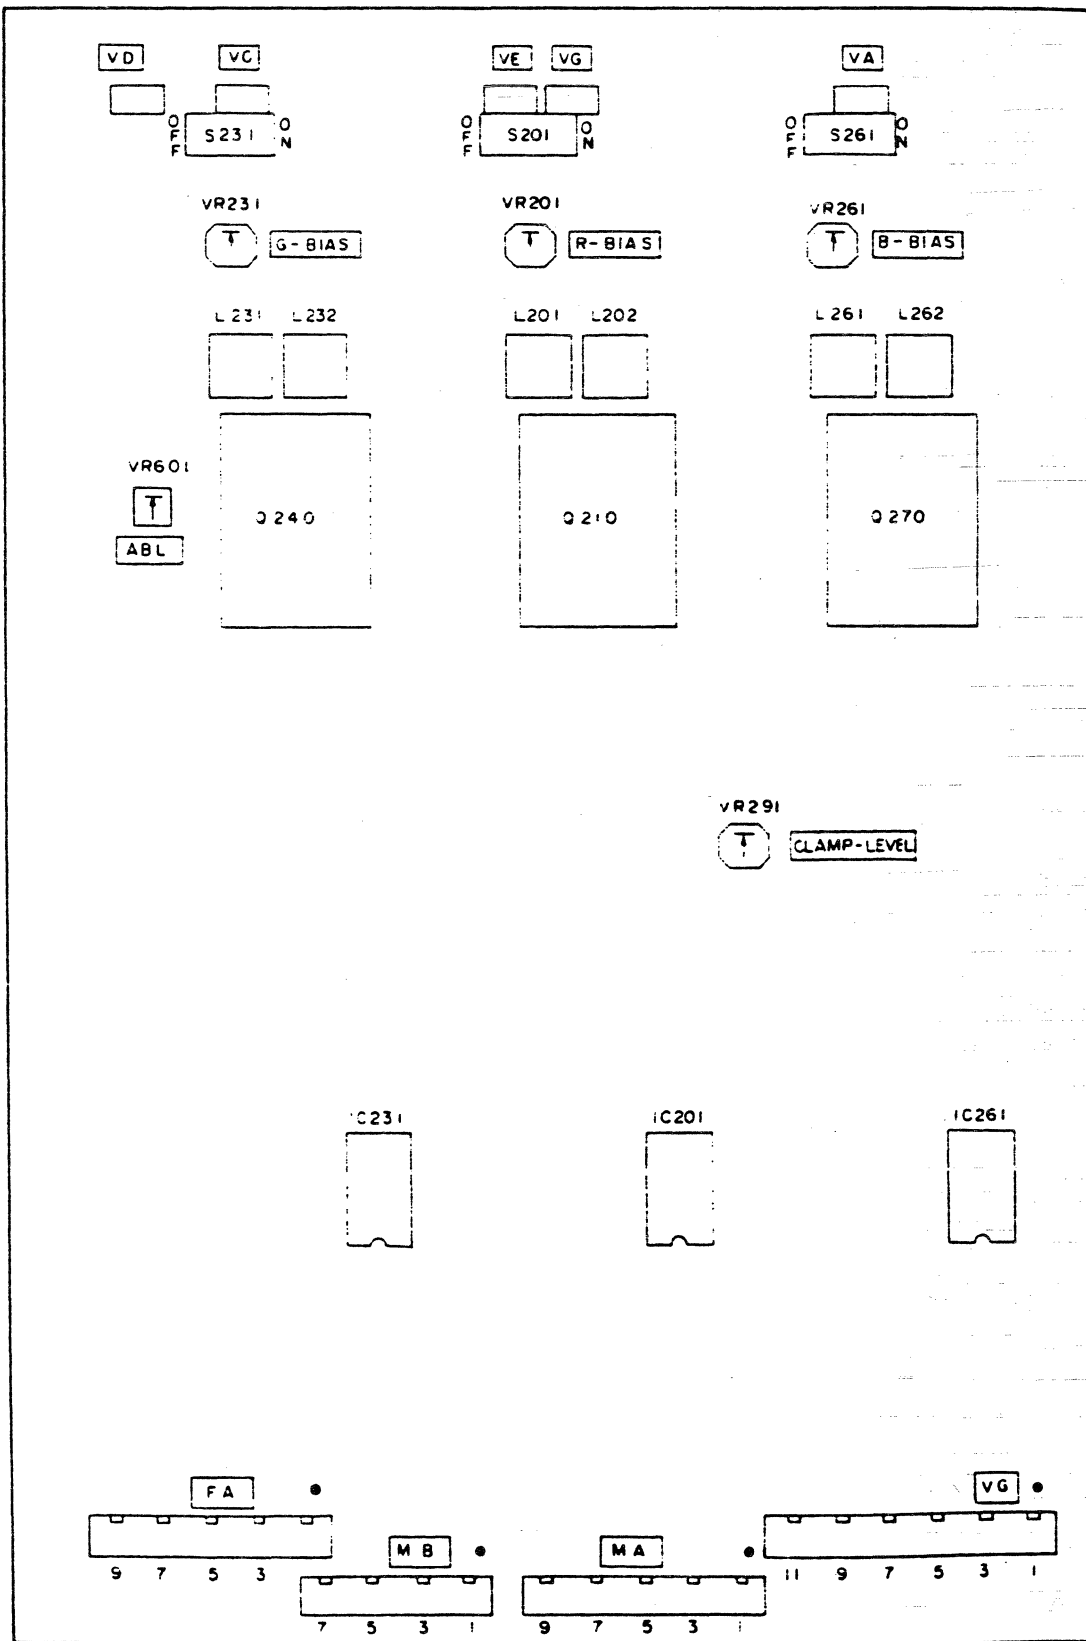 VD VC VE VG VA
OFF S231 ON OFF S201 ON OFF S261 ON
VR231 VR201 VR261
G-BIAS R-BIAS B-BIAS
L231 L232 L201 L202 L261 L262
VR601
Q240 Q210 Q270
ABL
VR291
CLAMP-LEVEL
IC231 IC201 IC261
FA VG
MB MA
9 7 5 3 11 9 7 5 3 1
7 5 3 1 9 7 5 3 1